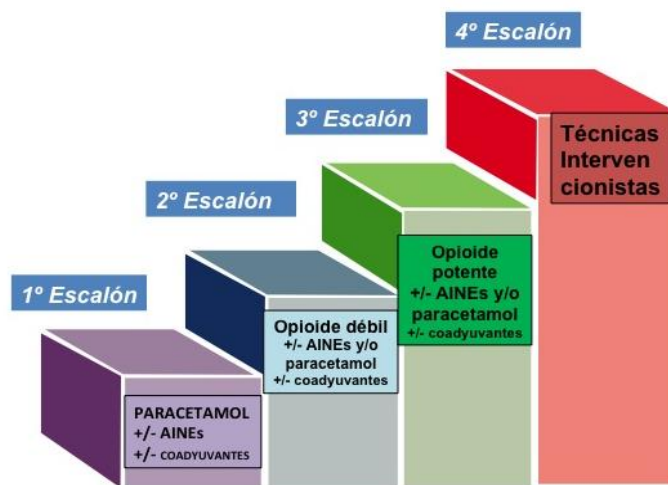 4º Escalón
3º Escalón
2º Escalón
1º Escalón
Técnicas
Interven
cionistas
Opioide
potente
+/- AINEs y/o
paracetamol
+/- coadyuvantes
Opioide débil
+/- AINEs y/o
paracetamol
+/- coadyuvantes
PARACETAMOL
+/- AINEs
+/- COADYUVANTES